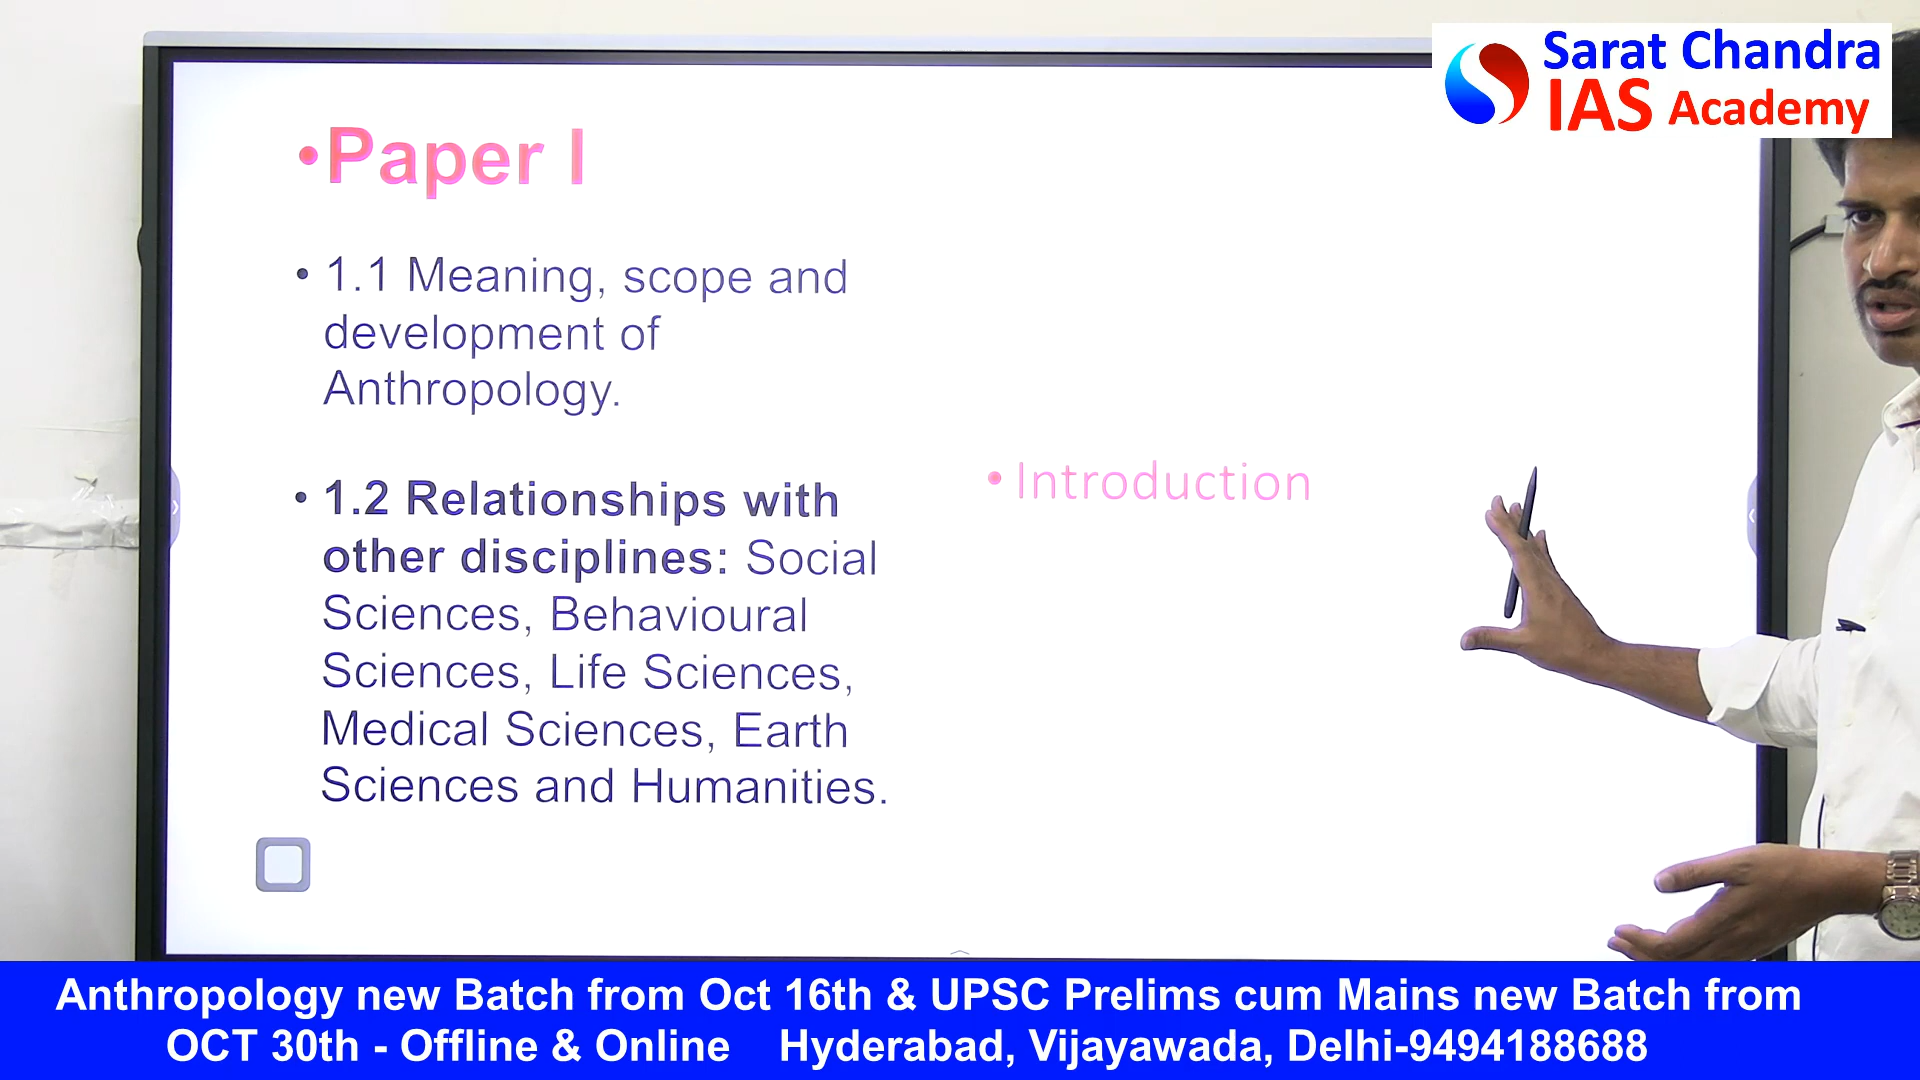 Sarat Chandra
IAS Academy
•Paper I
• 1.1 Meaning, scope and
development of
Anthropology.
• 1.2 Relationships with
other disciplines: Social
Sciences, Behavioural
Sciences, Life Sciences,
Medical Sciences, Earth
Sciences and Humanities.
• Introduction
Anthropology new Batch from Oct 16th & UPSC Prelims cum Mains new Batch from
OCT 30th - Offline & Online Hyderabad, Vijayawada, Delhi-9494188688